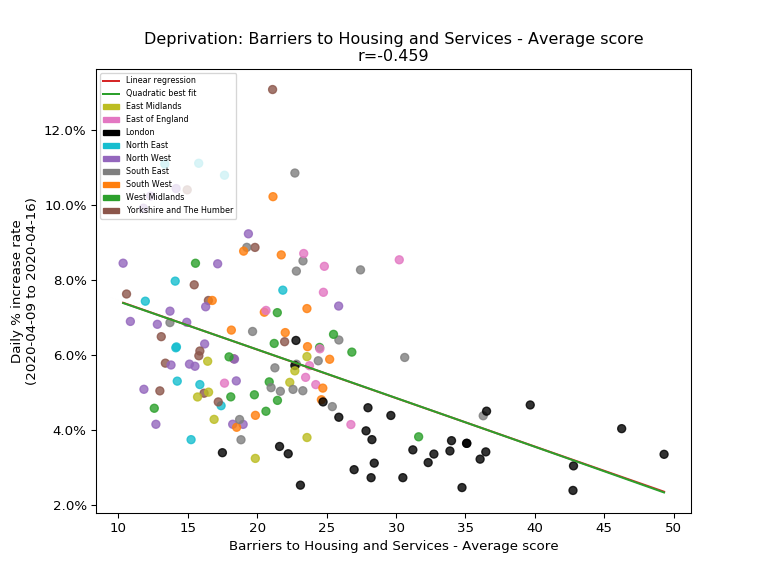 Deprivation: Barriers to Housing and Services - Average score
r=-0.459
Linear regression
Quadratic best fit
East Midlands
East of England
London
North East
North West
South East
South West
West Midlands
Yorkshire and The Humber
12.0%
10.0%
8.0%
6.0%
4.0%
2.0%
Daily % increase rate
(2020-04-09 to 2020-04-16)
10 15 20 25 30 35 40 45 50
Barriers to Housing and Services - Average score